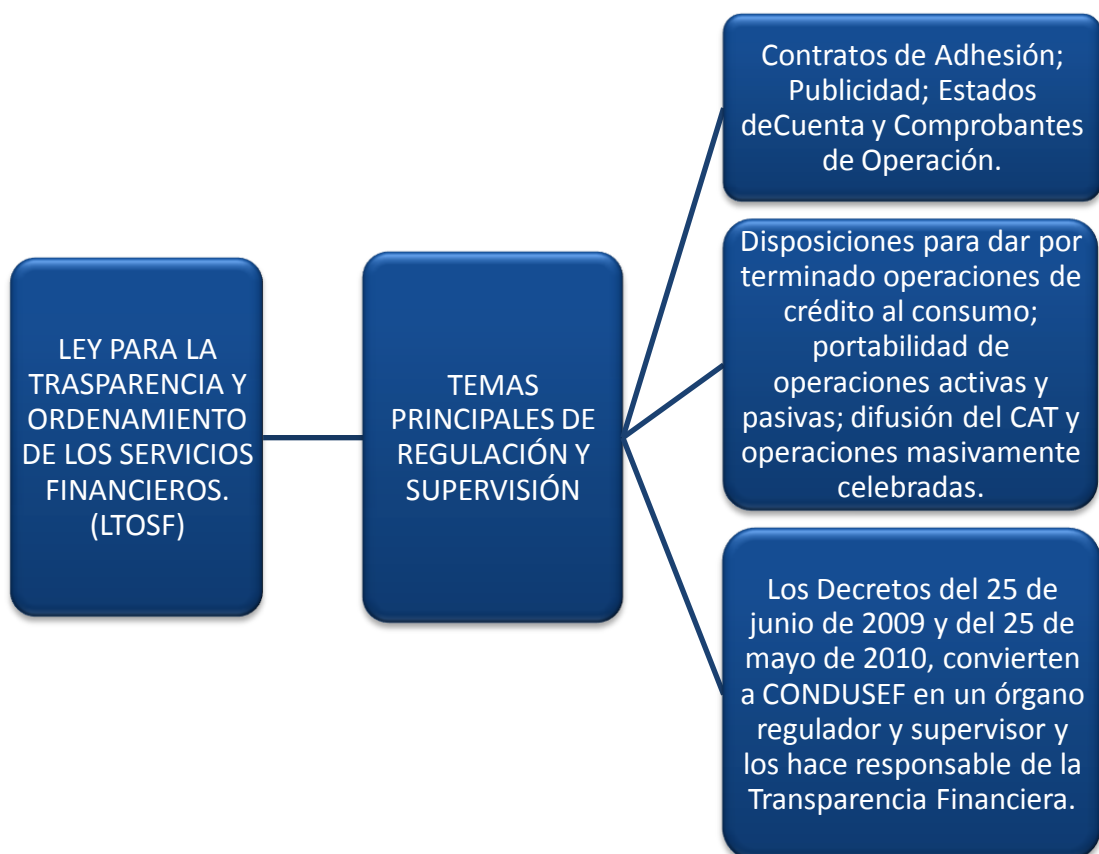 LEY PARA LA
TRASPARENCIA Y
ORDENAMIENTO
DE LOS SERVICIOS
FINANCIEROS.
(LTOSF)
TEMAS
PRINCIPALES DE
REGULACIÓN Y
SUPERVISIÓN
Contratos de Adhesión;
Publicidad; Estados
deCuenta y Comprobantes
de Operación.
Disposiciones para dar por
terminado operaciones de
crédito al consumo;
portabilidad de
operaciones activas y
pasivas; difusión del CAT y
operaciones masivamente
celebradas.
Los Decretos del 25 de
junio de 2009 y del 25 de
mayo de 2010, convierten
a CONDUSEF en un órgano
regulador y supervisor y
los hace responsable de la
Transparencia Financiera.